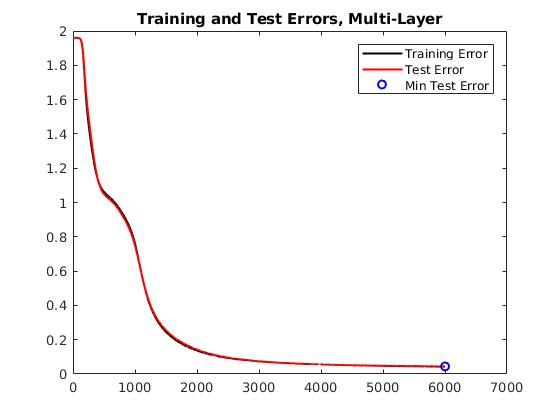 Training and Test Errors, Multi-Layer
2
1.8
1.6
1.4
1.2
1
0.8
0.6
0.4
0.2
0
Training Error
Test Error
Min Test Error
0 1000 2000 3000 4000 5000 6000 7000